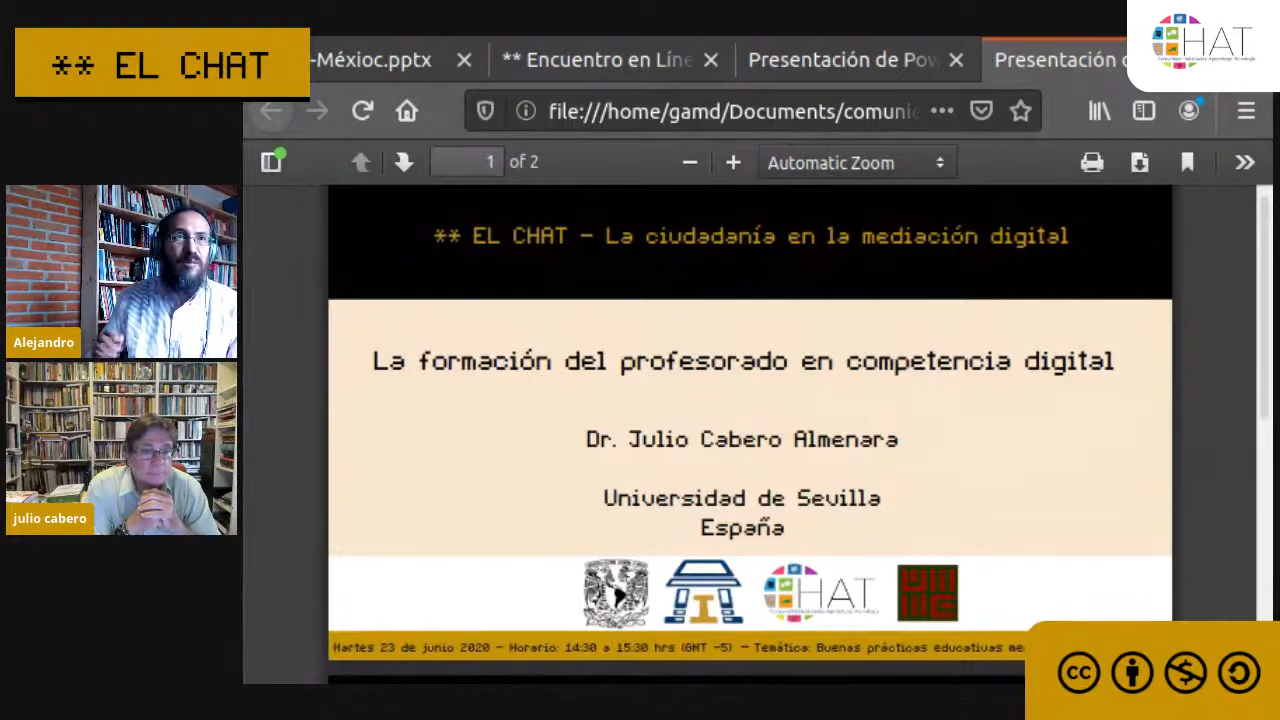 ** EL CHAT
-Méxioc.pptx
** Encuentro en Líne
Presentación de Pow
Presentación
CHAT
file:///home/gamd/Documents/comunic
1 of 2
Automatic Zoom
** EL CHAT - La ciudadanía en la mediación digital
La formación del profesorado en competencia digital
Dr. Julio Cabero Almenara
Universidad de Sevilla
España
CHAT
Martes 23 de junio 2020 - Horario: 14:30 a 15:30 hrs (GMT -5) - Temática: Buenas prácticas educativas me
Alejandro
julio cabero
cc